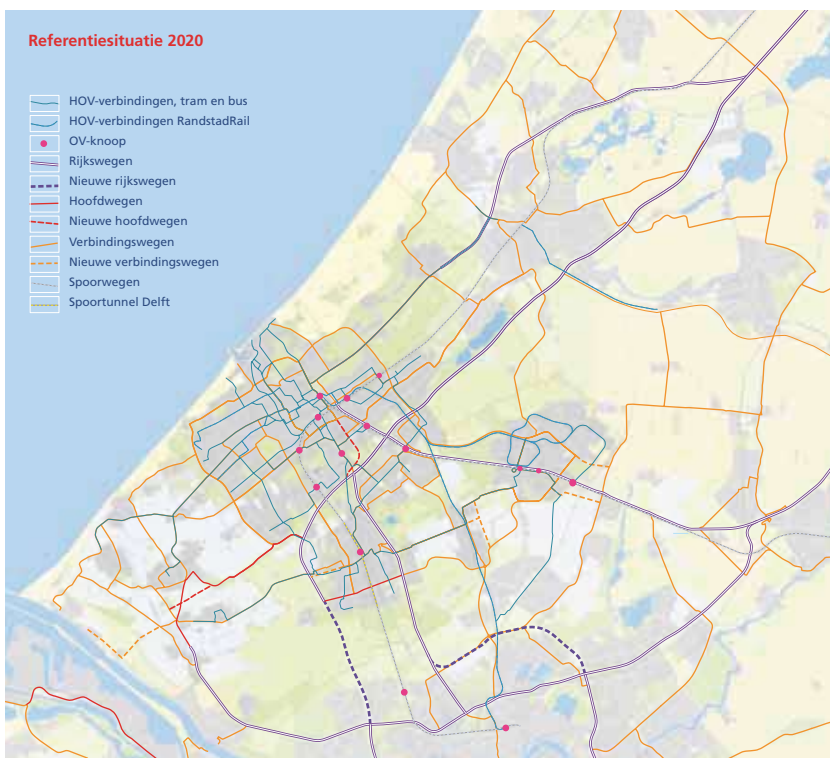 Referentiesituatie 2020
HOV-verbindingen, tram en bus
HOV-verbindingen RandstadRail
OV-knoop
Rijkswegen
Nieuwe rijkswegen
Hoofdwegen
Nieuwe hoofdwegen
Verbindingswegen
Nieuwe verbindingswegen
Spoorwegen
Spoortunnel Delft